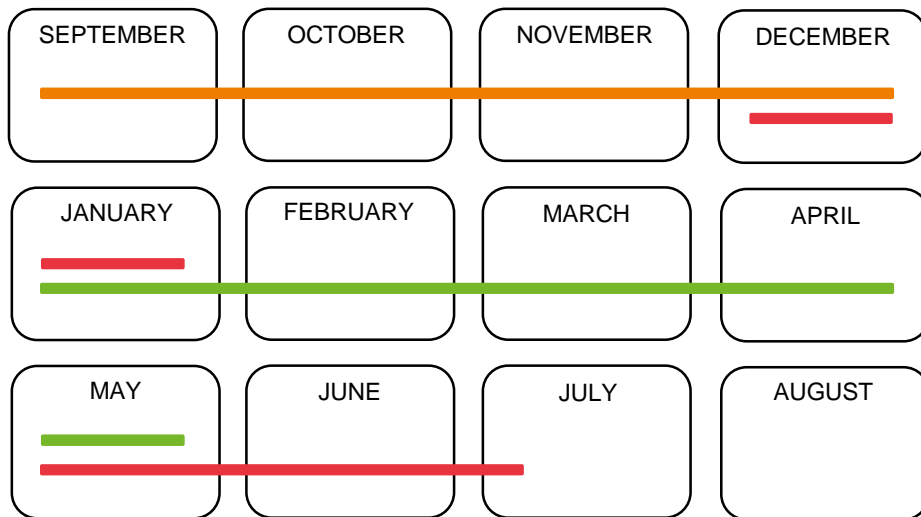 SEPTEMBER OCTOBER NOVEMBER DECEMBER
JANUARY FEBRUARY MARCH APRIL
MAY JUNE JULY AUGUST